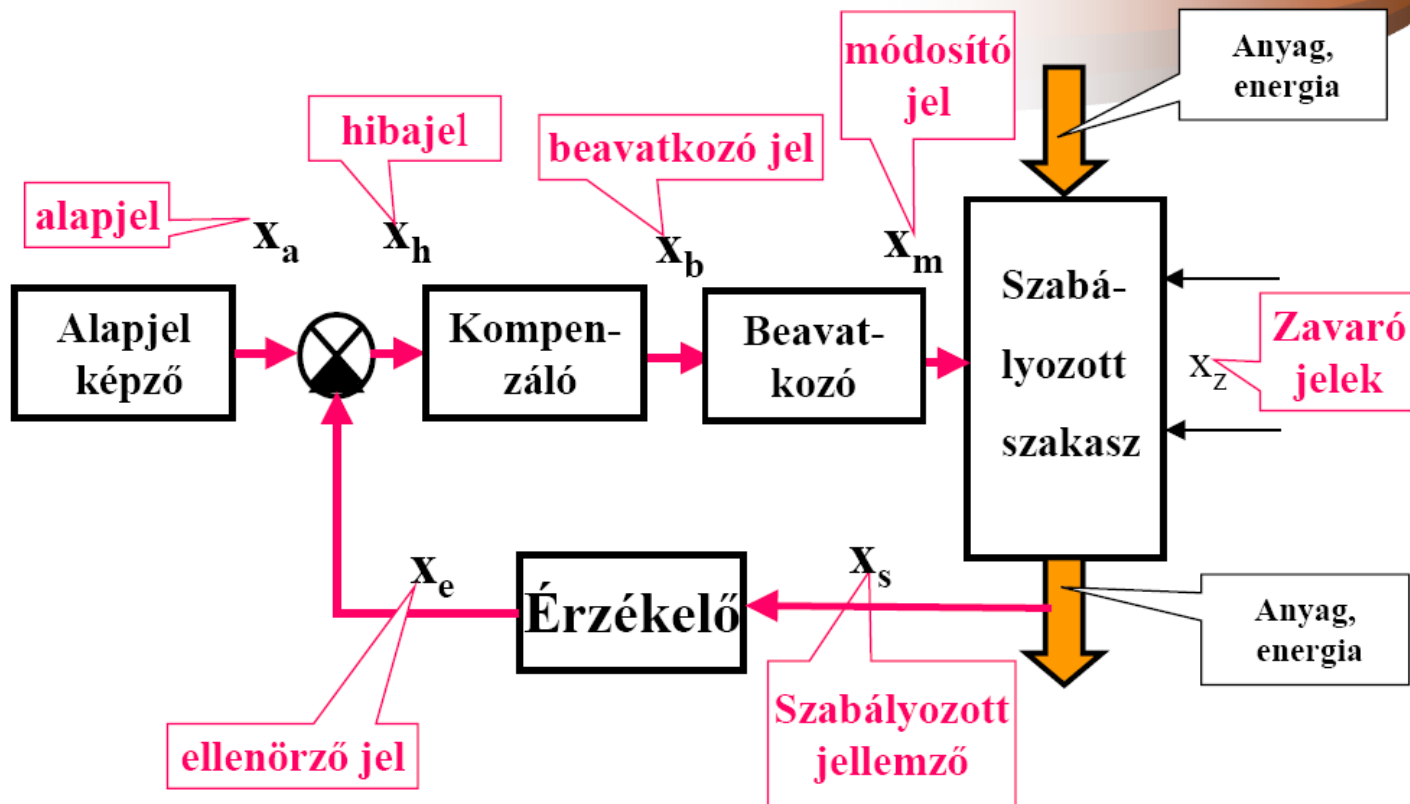 módosító
jel
Anyag,
energia
hibajel
beavatkozó jel
alapjel
xa
xh
xb
xm
Alapjel
képző
Kompen-
záló
Beavat-
kozó
Szabá-
lyozott
szakasz
xz
Zavaró
jelek
xe
Érzékelő
xs
Anyag,
energia
ellenörző jel
Szabályozott
jellemző